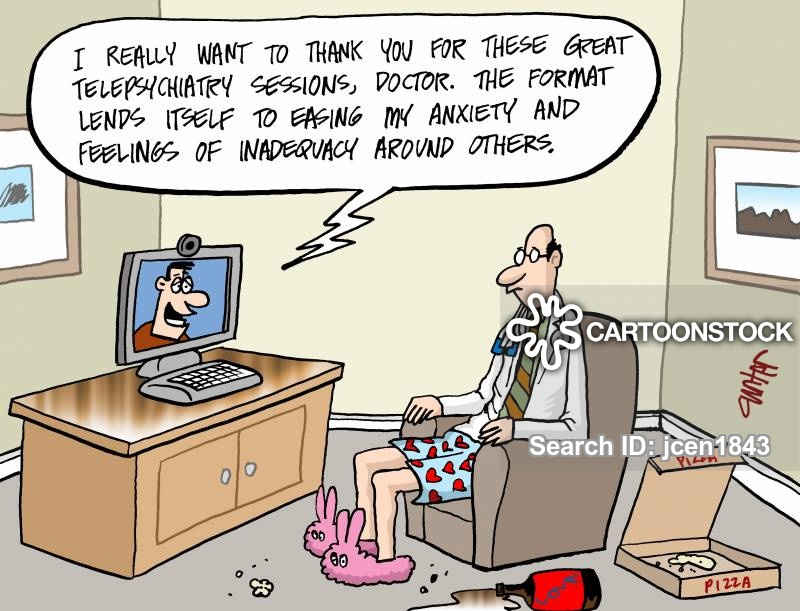 I REALLY WANT TO THANK YOU FOR THESE GREAT
TELEPSYCHIATRY SESSIONS, DOCTOR. THE FORMAT
LENDS ITSELF TO EASING MY ANXIETY AND
FEELINGS OF INADEQUACY AROUND OTHERS.
CARTOONSTOCK
Search ID: jcen1843
PIZZA
PIZZA